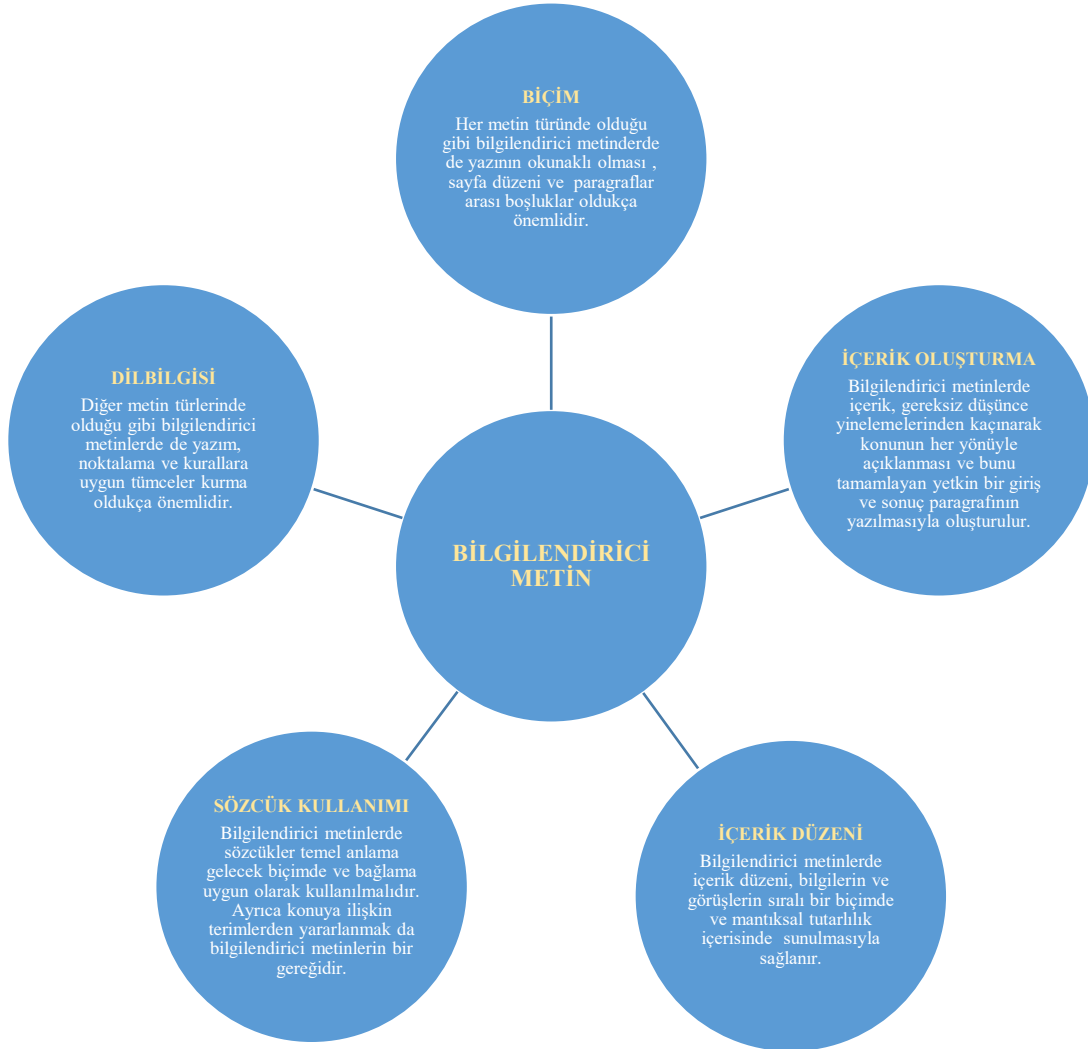 BİÇİM
Her metin türünde olduğu
gibi bilgilendirici metinderde
de yazının okunaklı olması ,
sayfa düzeni ve paragraflar
arası boşluklar oldukça
önemlidir.
DİLBİLGİSİ
Diğer metin türlerinde
olduğu gibi bilgilendirici
metinlerde de yazım,
noktalama ve kurallara
uygun tümceler kurma
oldukça önemlidir.
İÇERİK OLUŞTURMA
Bilgilendirici metinlerde
içerik, gereksiz düşünce
yinelemelerinden kaçınarak
konunun her yönüyle
açıklanması ve bunu
tamamlayan yetkin bir giriş
ve sonuç paragrafının
yazılmasıyla oluşturulur.
BİLGİLENDİRİCİ
METİN
SÖZCÜK KULLANIMI
Bilgilendirici metinlerde
sözcükler temel anlama
gelecek biçimde ve bağlama
uygun olarak kullanılmalıdır.
Ayrıca konuya ilişkin
terimlerden yararlanmak da
bilgilendirici metinlerin bir
gereğidir.
İÇERİK DÜZENİ
Bilgilendirici metinlerde
içerik düzeni, bilgilerin ve
görüşlerin sıralı bir biçimde
ve mantıksal tutarlılık
içerisinde sunulmasıyla
sağlanır.